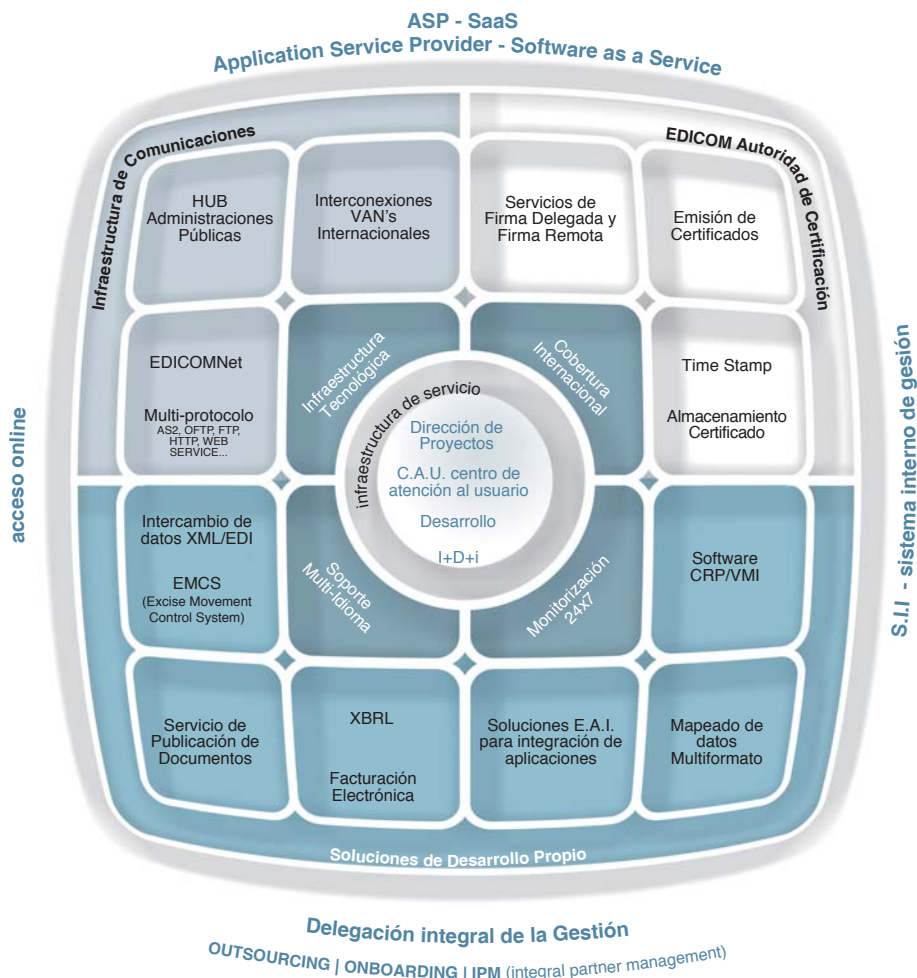 ASP - SaaS
Application Service Provider - Software as a Service
Infraestructura de Comunicaciones
EDICOM Autoridad de Certificación
HUB
Administraciones
Públicas
Interconexiones
VAN's
Internacionales
Servicios de
Firma Delegada y
Firma Remota
Emisión de
Certificados
EDICOMNet
Multi-protocolo
AS2, OFTP, FTP,
HTTP, WEB
SERVICE...
Infraestructura
Tecnológica
Cobertura
Internacional
Time Stamp
Almacenamiento
Certificado
infraestructura de servicio
Dirección de
Proyectos
C.A.U. centro de
atención al usuario
Desarrollo
I+D+i
acceso online
S.I.I - sistema interno de gesión
Intercambio de
datos XML/EDI
EMCS
(Excise Movement
Control System)
Soporte
Multi-Idioma
Monitorización
24x7
Software
CRP/VMI
Servicio de
Publicación de
Documentos
XBRL
Facturación
Electrónica
Soluciones E.A.I.
para integración de
aplicaciones
Mapeado de
datos
Multiformato
Soluciones de Desarrollo Propio
Delegación integral de la Gestión
OUTSOURCING | ONBOARDING | IPM (integral partner management)